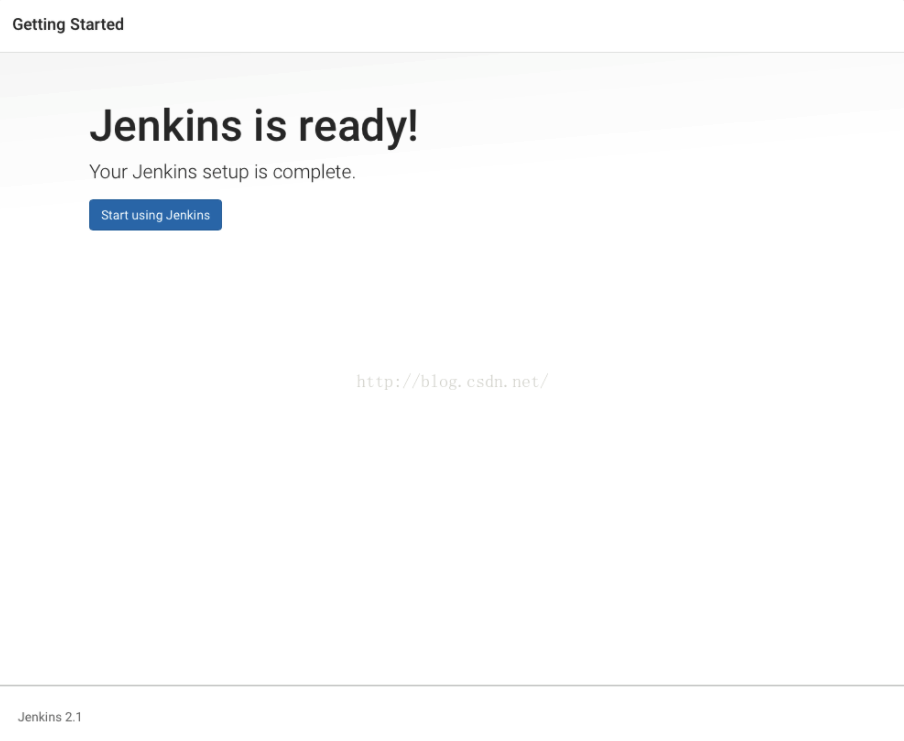 Getting Started
Jenkins is ready!
Your Jenkins setup is complete.
Start using Jenkins
http://blog.csdn.net/
Jenkins 2.1